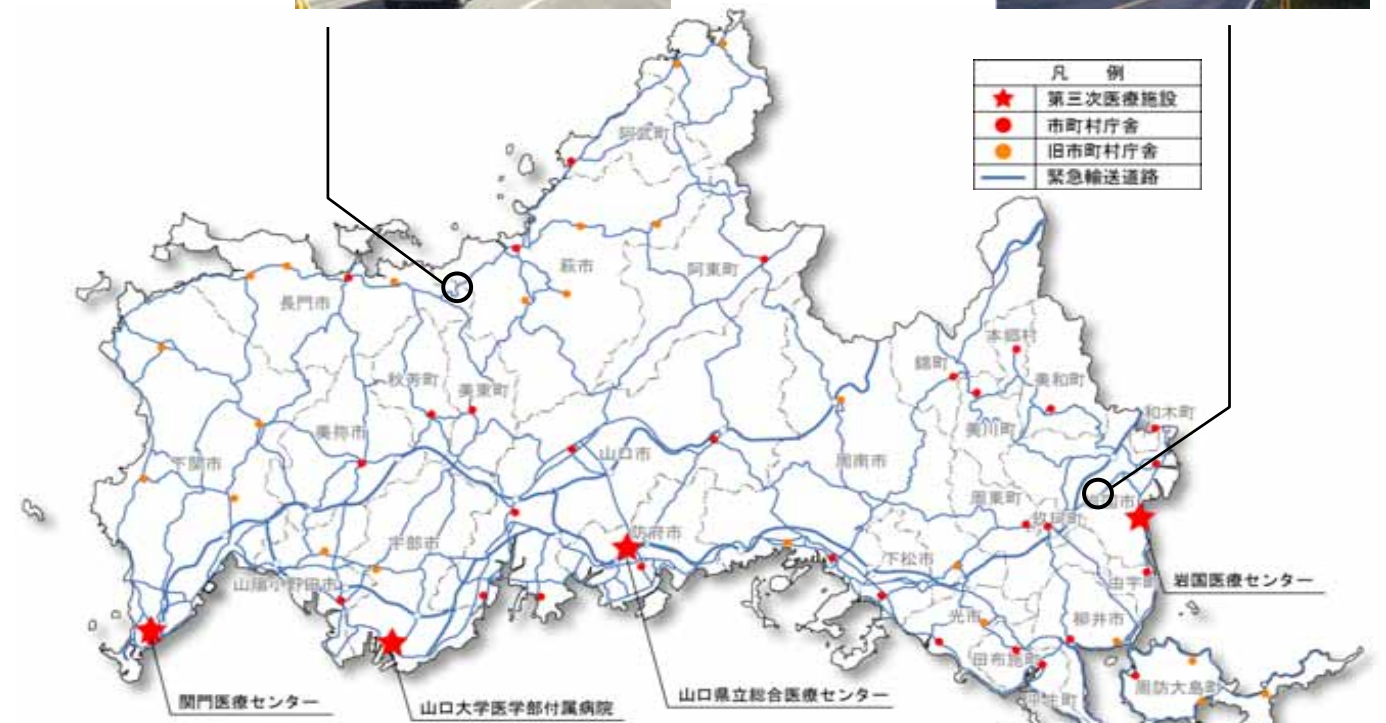 凡 例
第三次医療施設
市町村庁舎
旧市町村庁舎
緊急輸送道路
阿武町
萩市
阿東町
長門市
本郷村
錦町
美和町
秋芳町
美東町
和木町
美祢市
美川町
山口市
周南市
下関市
周東町
玖珂町
防府市
宇部市
下松市
山陽小野田市
由宇町
岩国医療センター
光市
柳井市
田布施町
周防大島町
関門医療センター
山口大学医学部付属病院
山口県立総合医療センター